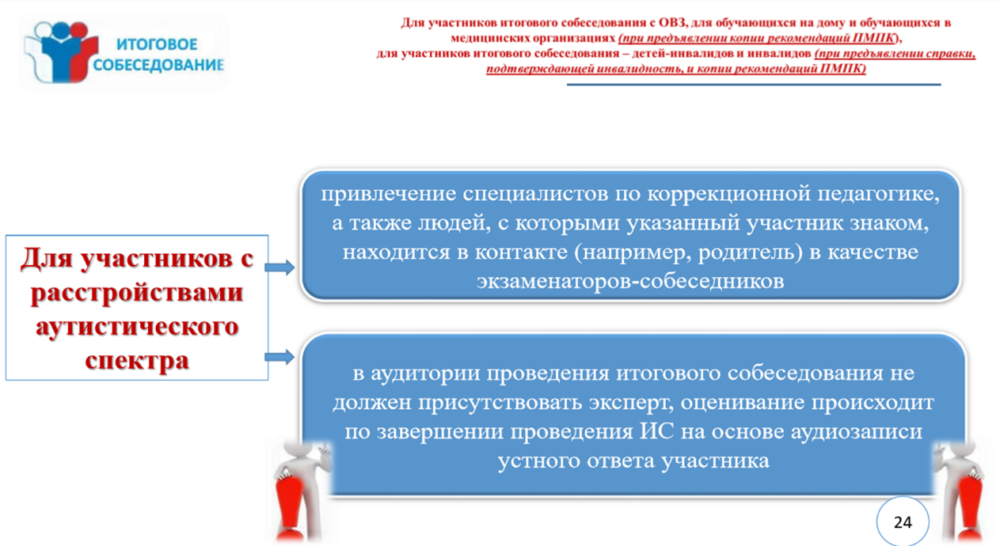 ИТОГОВОЕ
СОБЕСЕДОВАНИЕ
Для участников итогового собеседования с ОВЗ, для обучающихся на дому и обучающихся в
медицинских организациях (при предъявлении копии рекомендаций ПМПК),
для участников итогового собеседования – детей-инвалидов и инвалидов (при предъявлении справки,
подтверждающей инвалидность, и копии рекомендаций ПМПК)
привлечение специалистов по коррекционной педагогике,
а также людей, с которыми указанный участник знаком,
находится в контакте (например, родитель) в качестве
экзаменаторов-собеседников
Для участников с
расстройствами
аутистического
спектра
в аудитории проведения итогового собеседования не
должен присутствовать эксперт, оценивание происходит
по завершении проведения ИС на основе аудиозаписи
устного ответа участника
24